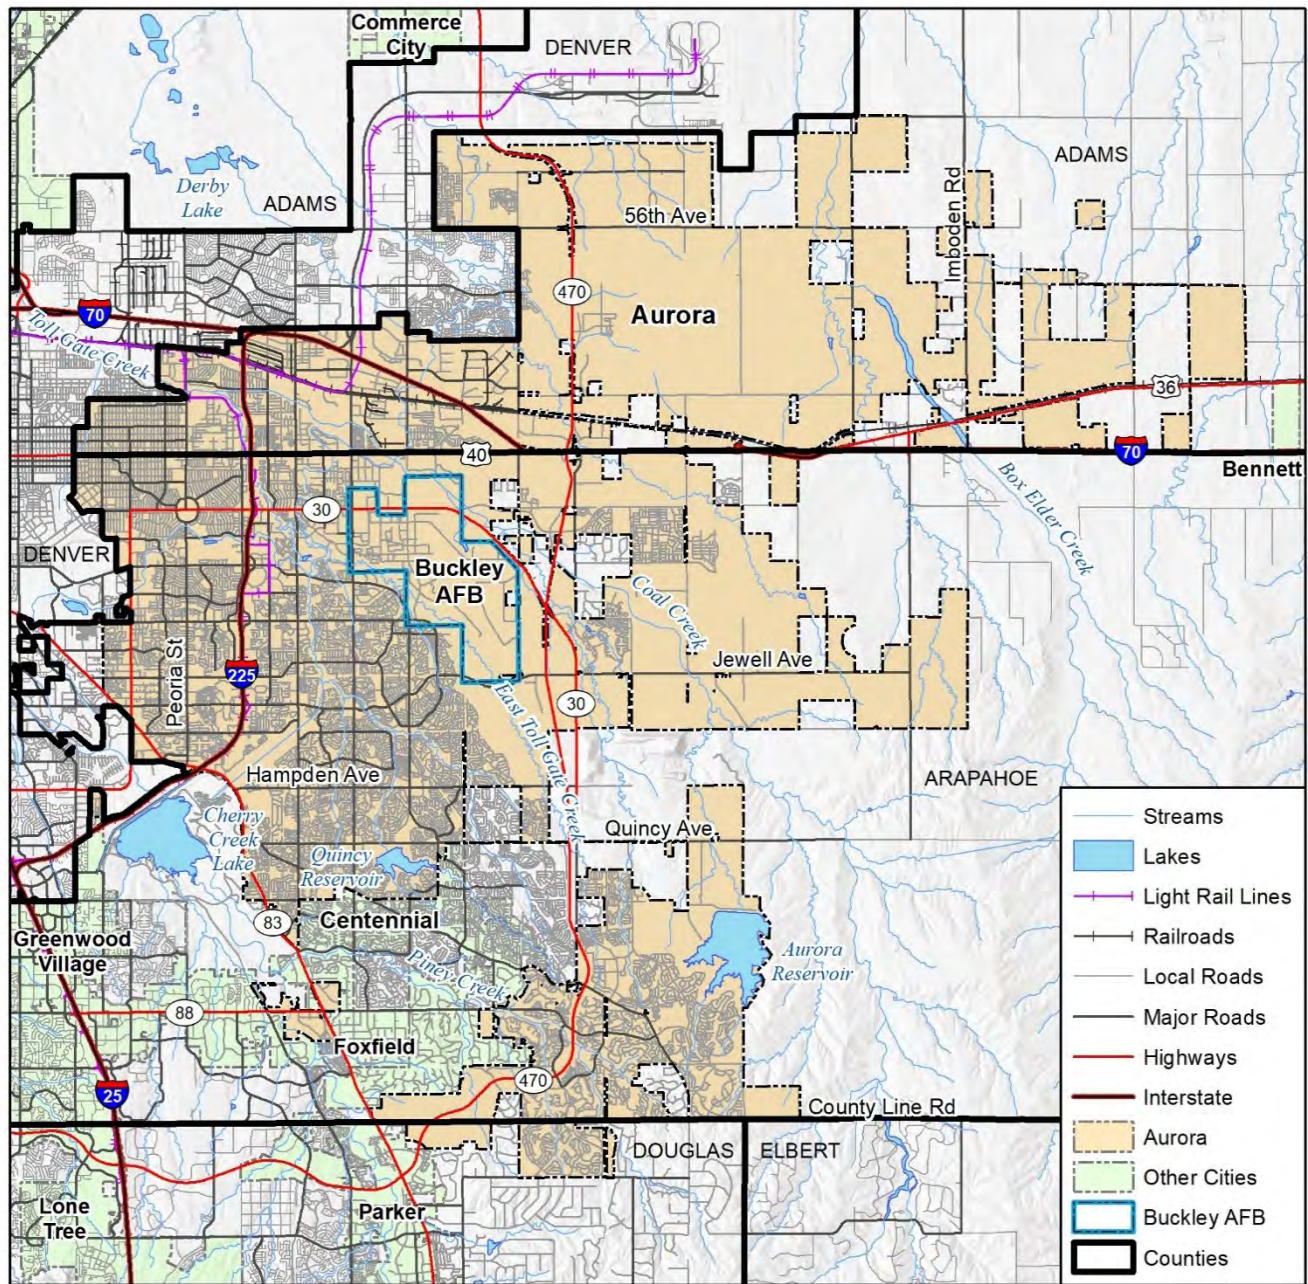 Commerce
City
DENVER
ADAMS
Derby
Lake
ADAMS
56th Ave
Imboden Rd
470
Aurora
70
Toll Gate Creek
36
40
70
Bennett
30
Box Elder Creek
DENVER
Buckley
AFB
Coal Creek
Peoria St
225
Jewell Ave
East Toll Gate Creek
30
Hampden Ave
ARAPAHOE
Cherry
Creek
Lake
Quincy
Reservoir
Quincy Ave
83
Centennial
Greenwood
Village
Piney Creek
Aurora
Reservoir
88
Foxfield
470
25
County Line Rd
DOUGLAS
ELBERT
Lone
Tree
Parker
Streams
Lakes
Light Rail Lines
Railroads
Local Roads
Major Roads
Highways
Interstate
Aurora
Other Cities
Buckley AFB
Counties